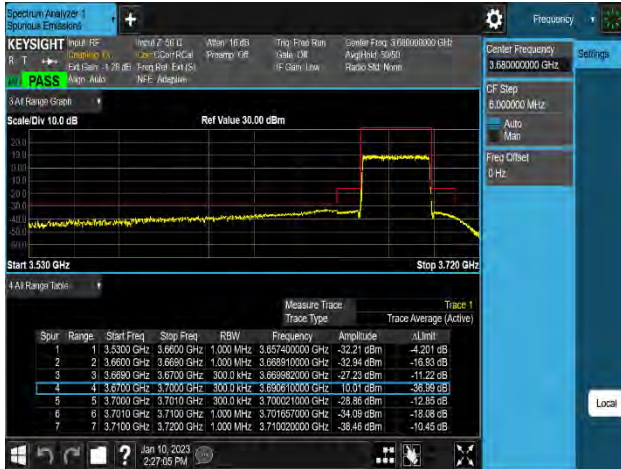 Spectrum Analyzer 1
Spurious Emissions
Frequency
KEYSIGHT Input: RF Input Z: 50 Ω Atten: 16 dB Trig: Free Run Center Freq: 3.680000000 GHz
R T Corr CCorr RCal Preamp: Off Gate: Off Avg|Hold: 50/50
Ext Gain: -1.28 dB Freq Ref: Ext (S) IF Gain: Low Radio Std: None
PASS Align: Auto NFE: Adaptive
Center Frequency
3.680000000 GHz
Settings
CF Step
6.000000 MHz
Auto
Man
Freq Offset
0 Hz
3 All Range Graph
Scale/Div 10.0 dB Ref Value 30.00 dBm
Start 3.530 GHz Stop 3.720 GHz
4 All Range Table
Measure Trace Trace 1
Trace Type Trace Average (Active)
Spur Range Start Freq Stop Freq RBW Frequency Amplitude ΔLimit
1 1 3.5300 GHz 3.6600 GHz 1.000 MHz 3.657400000 GHz -32.21 dBm -4.201 dB
2 2 3.6600 GHz 3.6690 GHz 1.000 MHz 3.668910000 GHz -32.94 dBm -16.93 dB
3 3 3.6690 GHz 3.6700 GHz 300.0 kHz 3.669982000 GHz -27.23 dBm -11.22 dB
4 4 3.6700 GHz 3.7000 GHz 300.0 kHz 3.690610000 GHz 10.01 dBm -36.99 dB
5 5 3.7000 GHz 3.7010 GHz 300.0 kHz 3.700021000 GHz -28.86 dBm -12.85 dB
6 6 3.7010 GHz 3.7100 GHz 1.000 MHz 3.701657000 GHz -34.09 dBm -18.08 dB
7 7 3.7100 GHz 3.7200 GHz 1.000 MHz 3.710020000 GHz -38.46 dBm -10.45 dB
Local
Jan 10, 2023
2:27:05 PM